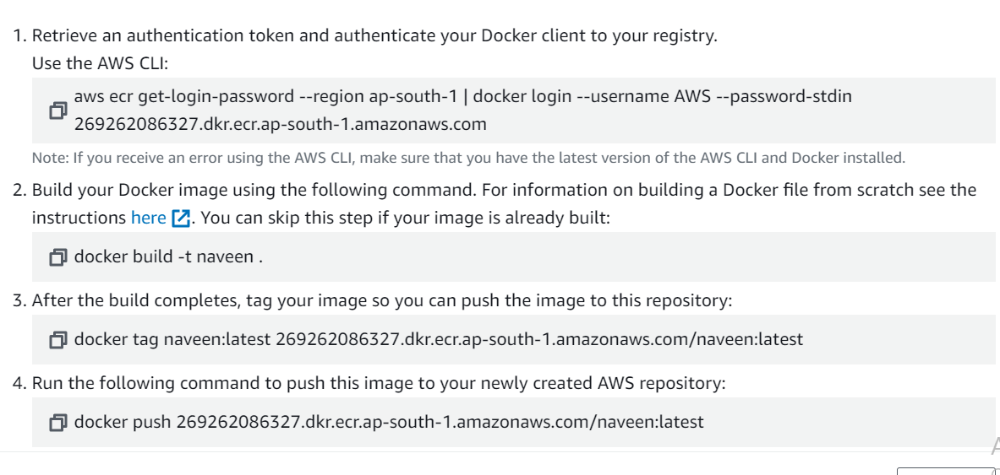 1. Retrieve an authentication token and authenticate your Docker client to your registry.
Use the AWS CLI:
aws ecr get-login-password --region ap-south-1 | docker login --username AWS --password-stdin
269262086327.dkr.ecr.ap-south-1.amazonaws.com
Note: If you receive an error using the AWS CLI, make sure that you have the latest version of the AWS CLI and Docker installed.
2. Build your Docker image using the following command. For information on building a Docker file from scratch see the
instructions here . You can skip this step if your image is already built:
docker build -t naveen .
3. After the build completes, tag your image so you can push the image to this repository:
docker tag naveen:latest 269262086327.dkr.ecr.ap-south-1.amazonaws.com/naveen:latest
4. Run the following command to push this image to your newly created AWS repository:
docker push 269262086327.dkr.ecr.ap-south-1.amazonaws.com/naveen:latest